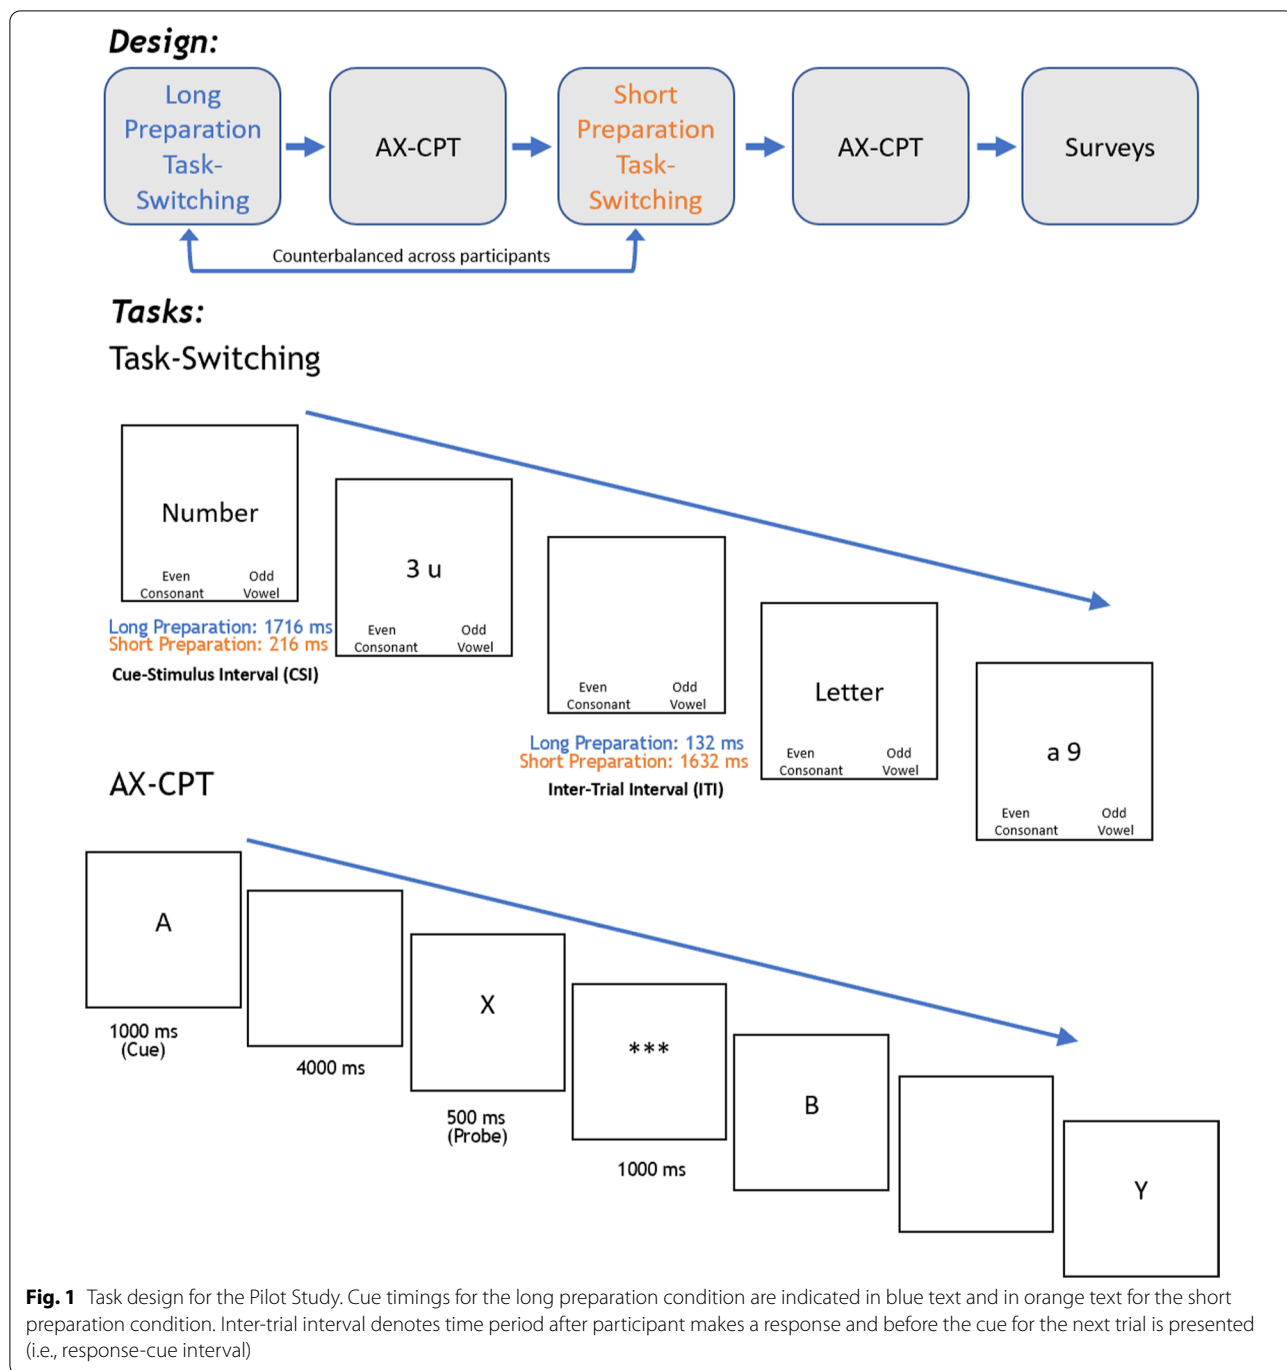 Design:
Long
Preparation
Task-
Switching
AX-CPT
Short
Preparation
Task-
Switching
AX-CPT
Surveys
Counterbalanced across participants
Tasks:
Task-Switching
Number
Even Odd
Consonant Vowel
Long Preparation: 1716 ms
Short Preparation: 216 ms
Cue-Stimulus Interval (CSI)
3 u
Even Odd
Consonant Vowel
Even Odd
Consonant Vowel
Long Preparation: 132 ms
Short Preparation: 1632 ms
Inter-Trial Interval (ITI)
Letter
Even Odd
Consonant Vowel
a 9
Even Odd
Consonant Vowel
AX-CPT
A
1000 ms
(Cue)
4000 ms
X
500 ms
(Probe)
***
1000 ms
B
Y
Fig. 1 Task design for the Pilot Study. Cue timings for the long preparation condition are indicated in blue text and in orange text for the short
preparation condition. Inter-trial interval denotes time period after participant makes a response and before the cue for the next trial is presented
(i.e., response-cue interval)